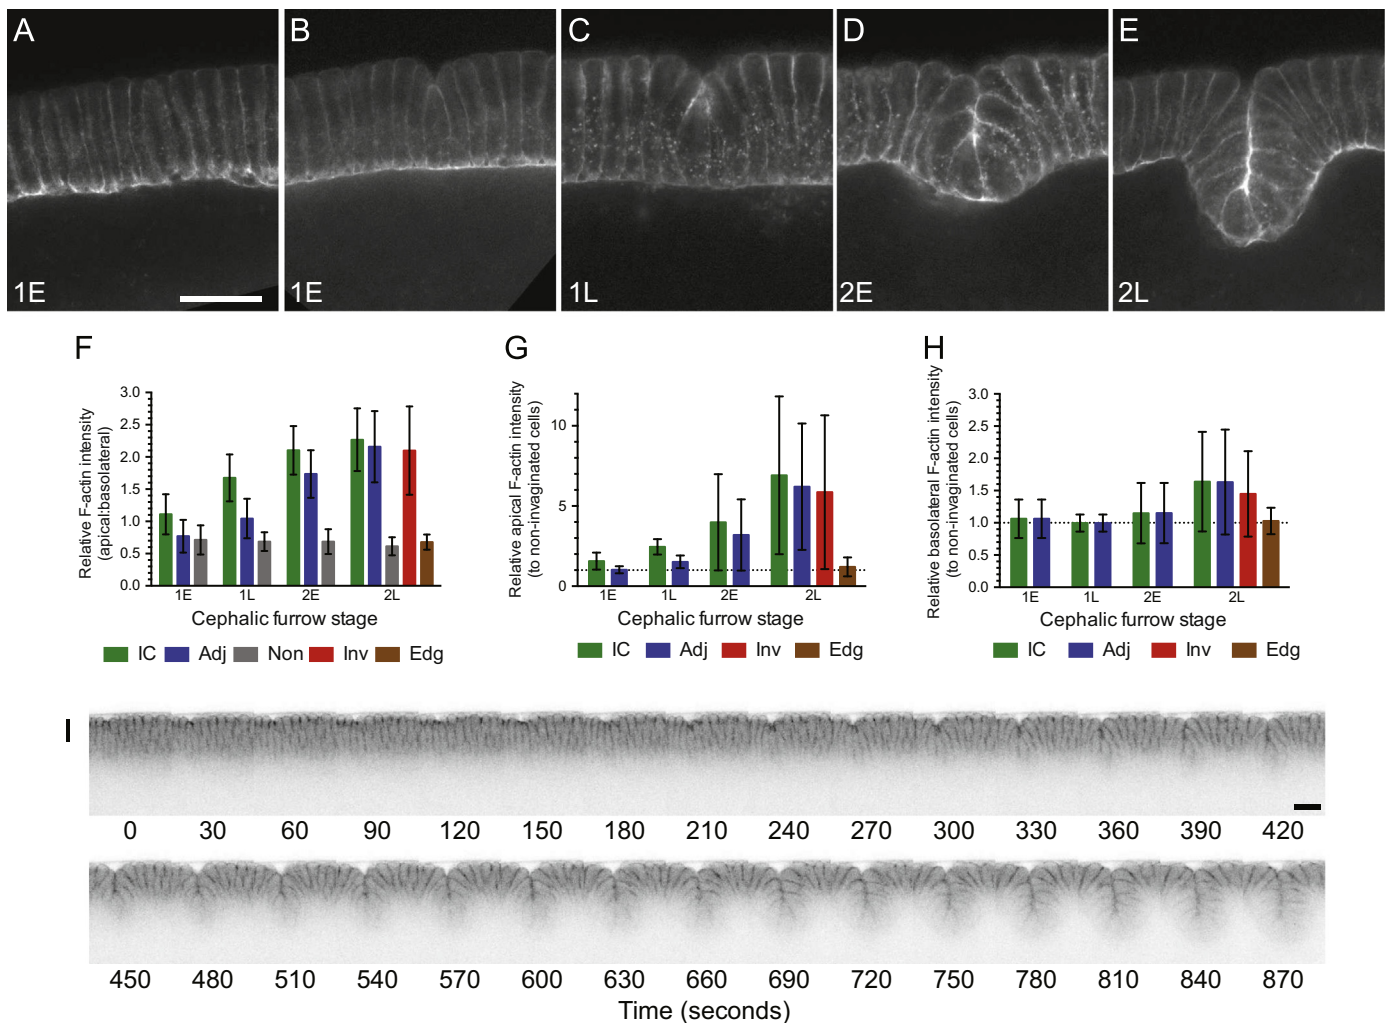 A
B
C
D
E
1E
1E
1L
2E
2L
F
Relative F-actin intensity
(apical:basolateral)
3.0
2.5
2.0
1.5
1.0
0.5
0.0
1E 1L 2E 2L
Cephalic furrow stage
IC Adj Non Inv Edg
G
Relative apical F-actin intensity
(to non-invaginated cells)
10
5
0
1E 1L 2E 2L
Cephalic furrow stage
IC Adj Inv Edg
H
Relative basolateral F-actin intensity
(to non-invaginated cells)
3.0
2.5
2.0
1.5
1.0
0.5
0.0
1E 1L 2E 2L
Cephalic furrow stage
IC Adj Inv Edg
I
0 30 60 90 120 150 180 210 240 270 300 330 360 390 420
450 480 510 540 570 600 630 660 690 720 750 780 810 840 870
Time (seconds)